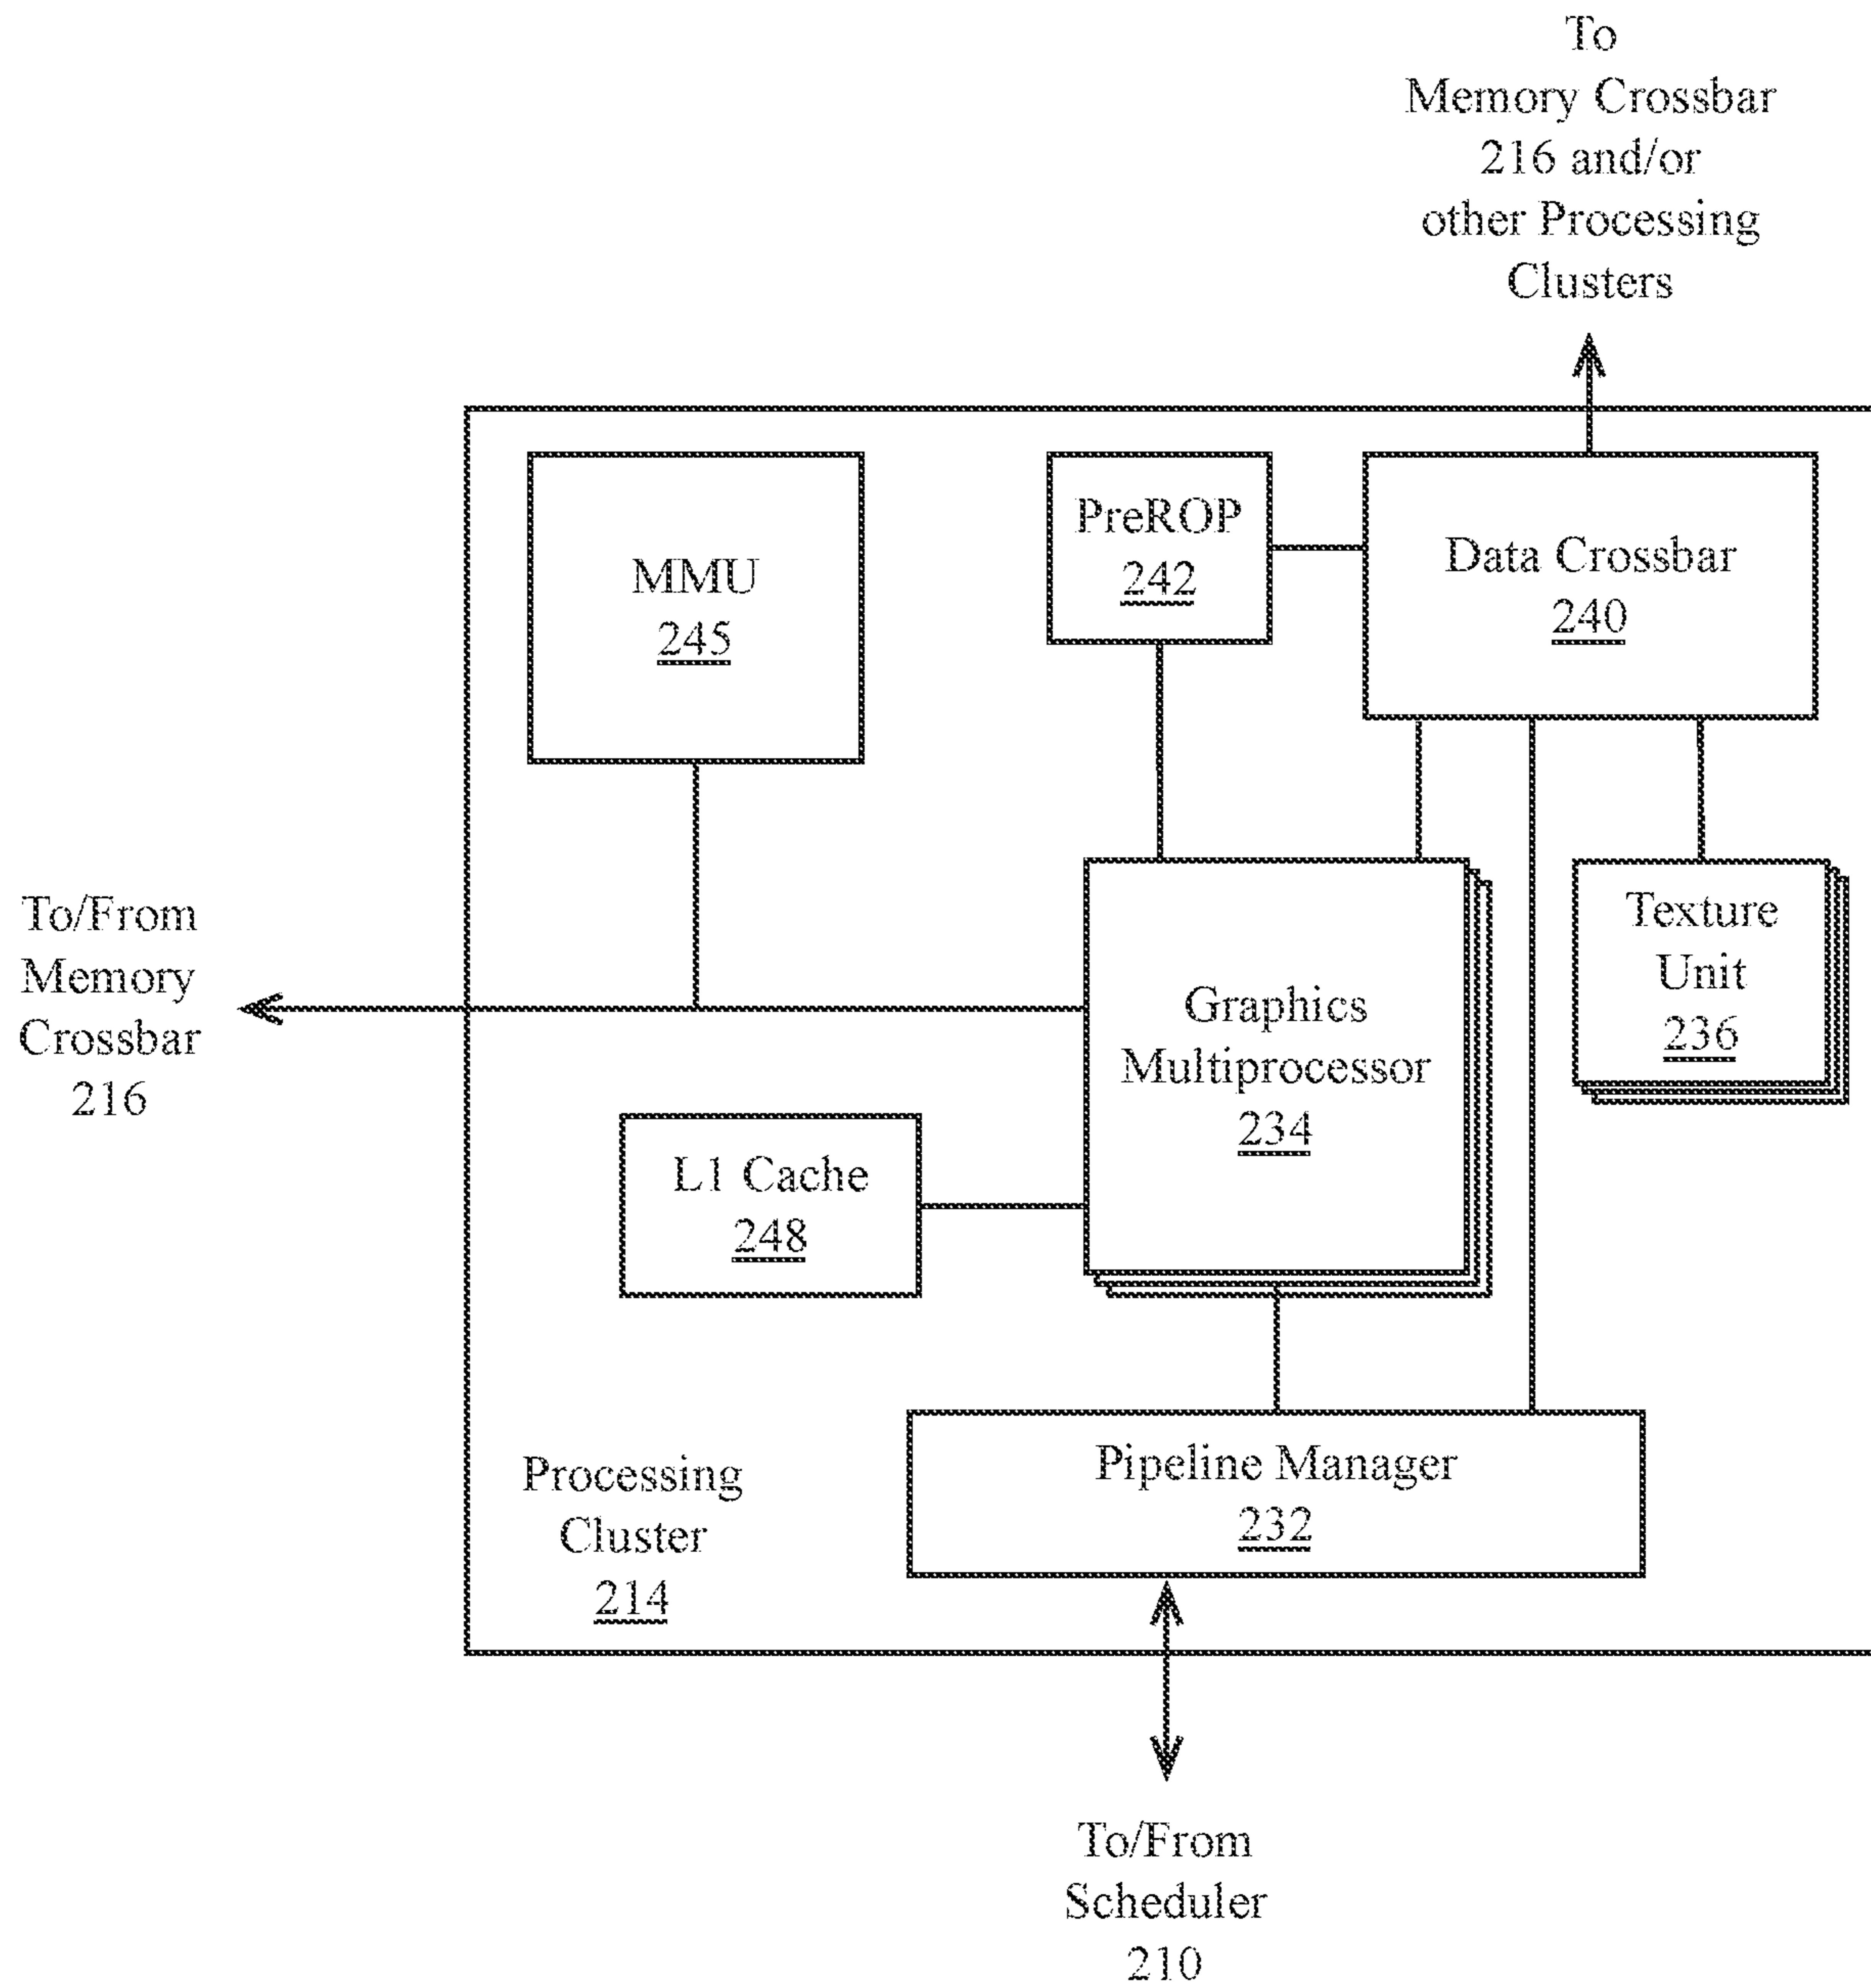 To
Memory Crossbar
216 and/or
other Processing
Clusters
MMU
245
PreROP
242
Data Crossbar
240
To/From
Memory
Crossbar
216
Graphics
Multiprocessor
234
Texture
Unit
236
L1 Cache
248
Processing
Cluster
214
Pipeline Manager
232
To/From
Scheduler
210